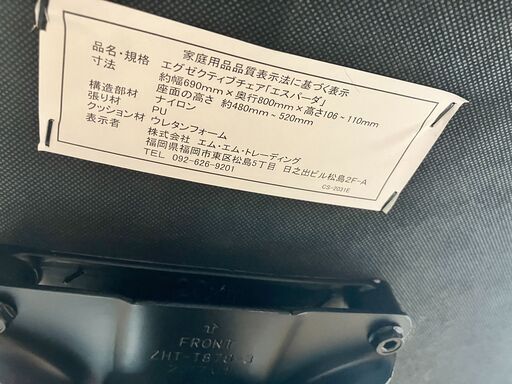 家庭用品品質表示法に基づく表示
品名・規格 エグゼクティブチェア「エスパーダ」
寸法 約幅690mm×奥行800mm×高さ106~110mm
座面の高さ 約480mm~520mm
構造部材 ナイロン
張り材 PU
クッション材 ウレタンフォーム
表示者 株式会社 エム・エム・トレーディング
福岡県福岡市東区松島5丁目 日之出ビル松島2F-A
TEL 092-626-9201
CS-2031E
FRONT